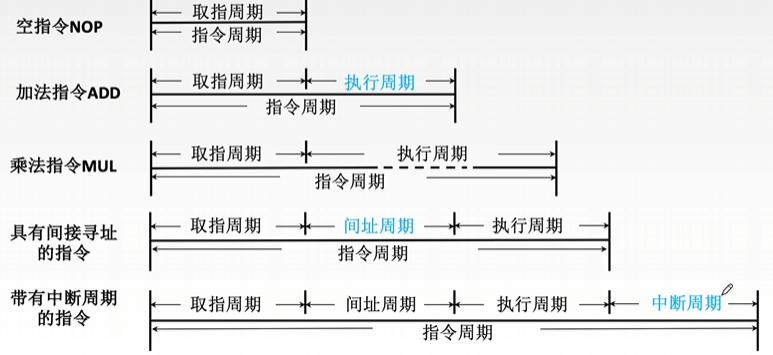 取指周期
空指令NOP
指令周期
取指周期 执行周期
加法指令ADD
指令周期
取指周期 执行周期
乘法指令MUL
指令周期
取指周期 间址周期 执行周期
具有间接寻址
的指令
指令周期
取指周期 间址周期 执行周期 中断周期
带有中断周期
的指令
指令周期